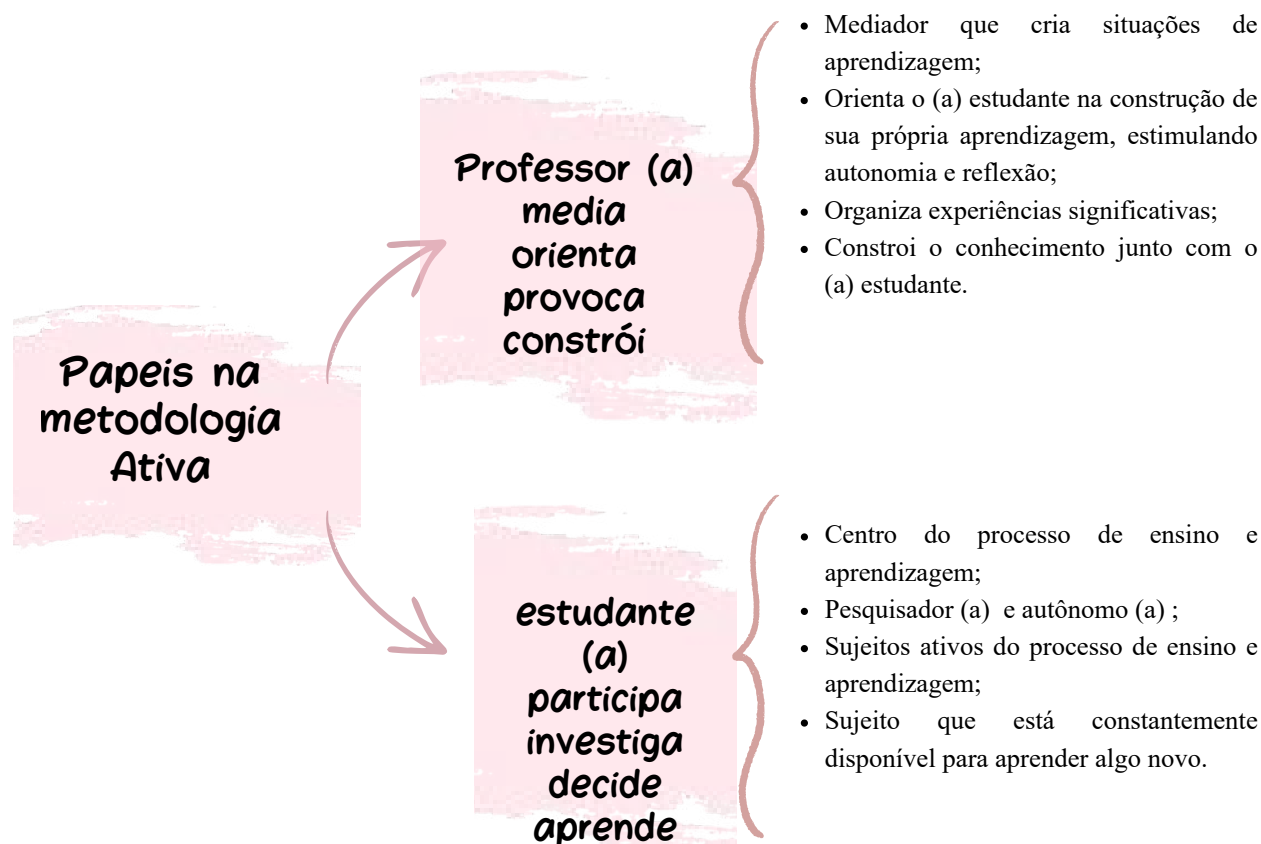 Papeis na
metodologia
Ativa
Professor (a)
media
orienta
provoca
constrói
• Mediador que cria situações de
aprendizagem;
• Orienta o (a) estudante na construção de
sua própria aprendizagem, estimulando
autonomia e reflexão;
• Organiza experiências significativas;
• Constroi o conhecimento junto com o
(a) estudante.
estudante
(a)
participa
investiga
decide
aprende
• Centro do processo de ensino e
aprendizagem;
• Pesquisador (a) e autônomo (a) ;
• Sujeitos ativos do processo de ensino e
aprendizagem;
• Sujeito que está constantemente
disponível para aprender algo novo.